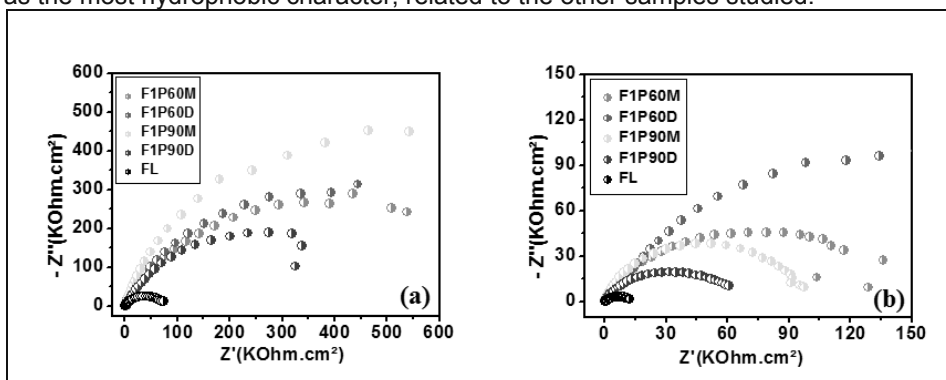 as the most hydrophobic character, related to the other samples studied.
600
500
400
300
200
100
0
- Z''(KOhm.cm²)
F1P60M
F1P60D
F1P90M
F1P90D
FL
(a)
0 100 200 300 400 500 600
Z'(KOhm.cm²)
150
120
90
60
30
0
- Z''(KOhm.cm²)
F1P60M
F1P60D
F1P90M
F1P90D
FL
(b)
0 30 60 90 120 150
Z'(KOhm.cm²)